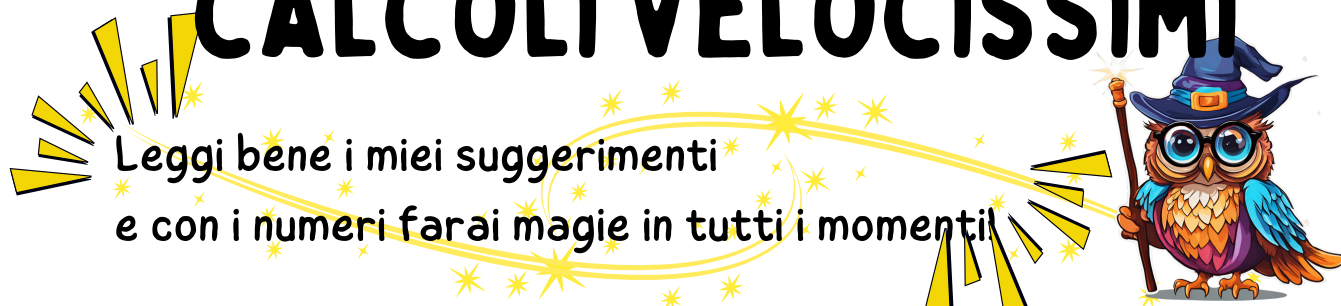 CALCOLI VELOCISSIMI
Leggi bene i miei suggerimenti
e con i numeri farai magie in tutti i momenti!